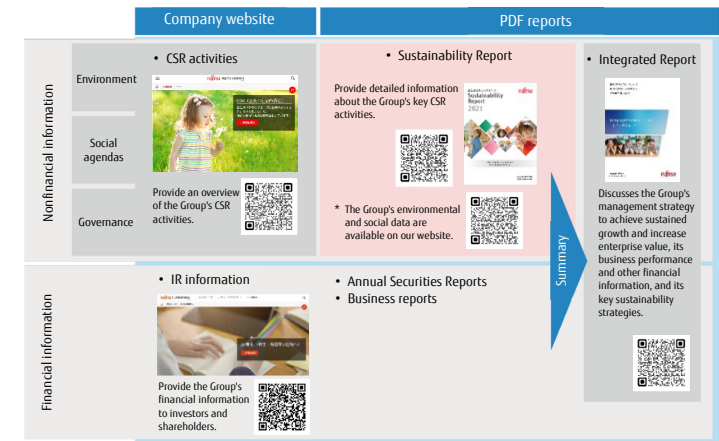 Company website
PDF reports
Nonfinancial information
Environment
Social
agendas
Governance
• CSR activities
Provide an overview
of the Group's CSR
activities.
• Sustainability Report
Provide detailed information
about the Group's key CSR
activities.
Sustainability
Report
2021
FUJITSU
* The Group's environmental
and social data are
available on our website.
Summary
• Integrated Report
Discusses the Group's
management strategy
to achieve sustained
growth and increase
enterprise value, its
business performance
and other financial
information, and its
key sustainability
strategies.
Financial information
• IR information
Provide the Group's
financial information
to investors and
shareholders.
• Annual Securities Reports
• Business reports